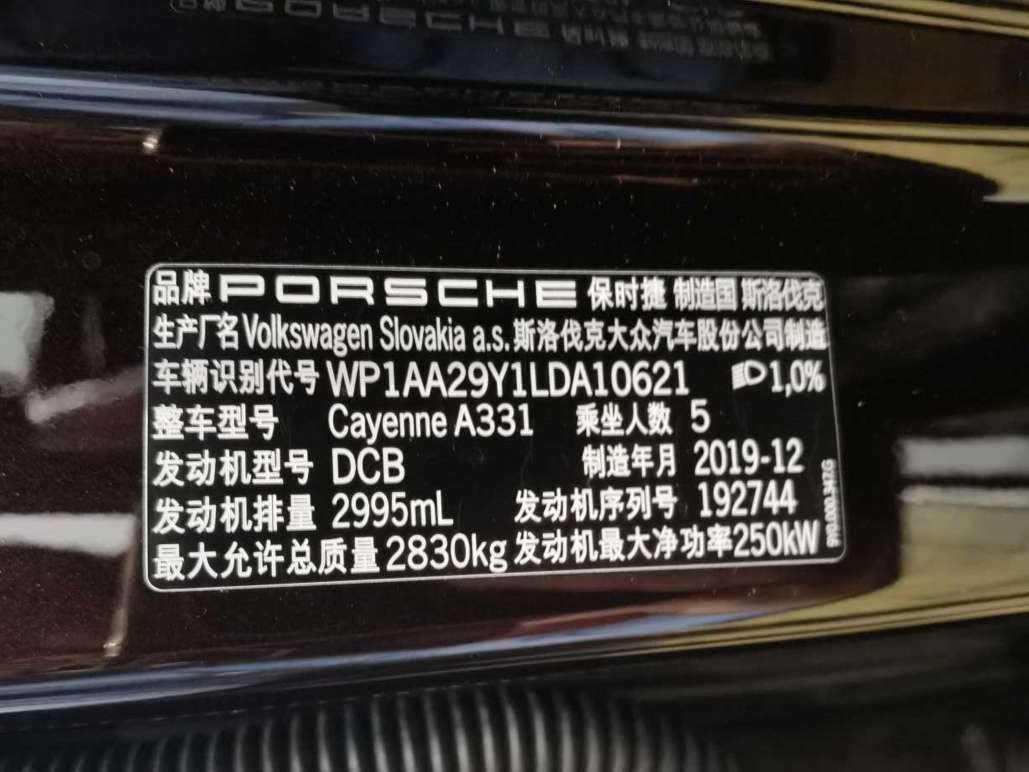 品牌 PORSCHE 保时捷 制造国 斯洛伐克
生产厂名 Volkswagen Slovakia a.s. 斯洛伐克大众汽车股份公司制造
车辆识别代号 WP1AA29Y1LDA10621 1,0%
整车型号 Cayenne A331 乘坐人数 5
发动机型号 DCB 制造年月 2019-12
发动机排量 2995mL 发动机序列号 192744
最大允许总质量 2830kg 发动机最大净功率 250kW
PORSCHE